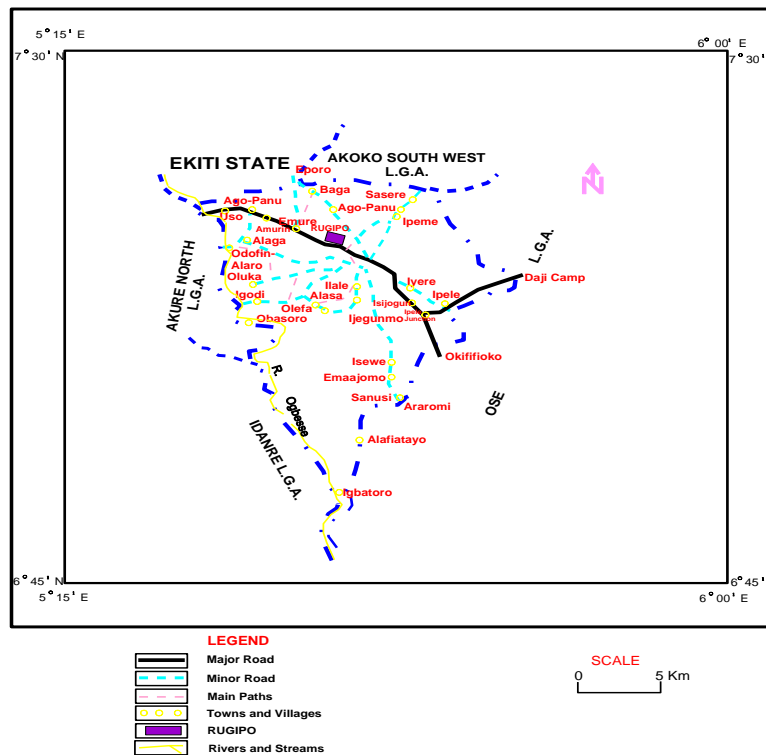 5° 15' E
6° 00' E
7° 30' N
7° 30' N
EKITI STATE
Eporo
AKOKO SOUTH WEST
L.G.A.
Baga
Sasere
N
Ago-Panu
Ago-Panu
Uso
Amurin
Emure
RUGIPO
Ipeme
Alaga
Odofin-
Alaro
Oluka
Igodi
AKURE NORTH
L.G.A.
Ilale
Alasa
Olefa
Obasoro
Iyere
Isijogun
Ipele
Ipele
Junction
Ijegunmo
L.G.A.
Daji Camp
Okififioko
Isewe
Emaajomo
Sanusi
Araromi
OSE
R.
Ogbesse
IDANRE L.G.A.
Alafiatayo
Igbatoro
6° 45' N
6° 45' N
5° 15' E
6° 00' E
LEGEND
Major Road
Minor Road
Main Paths
Towns and Villages
RUGIPO
Rivers and Streams
SCALE
0 5 Km